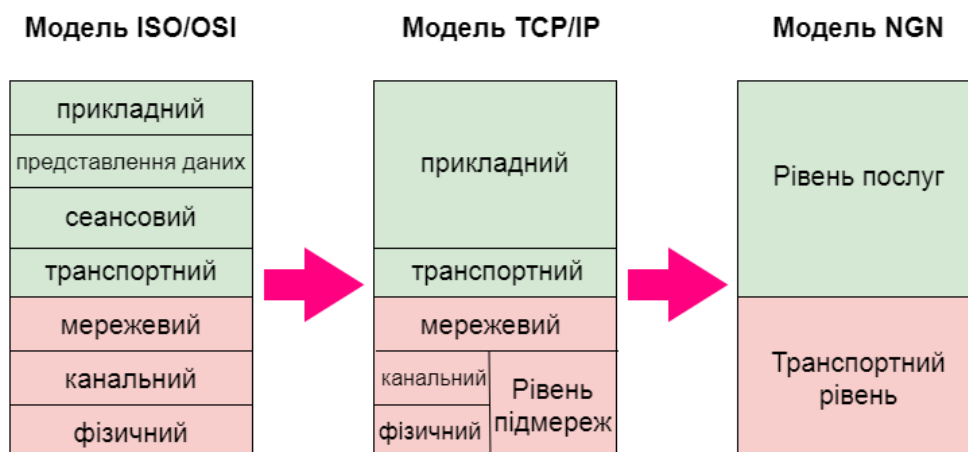 Модель ISO/OSI
прикладний
представлення даних
сеансовий
транспортний
мережевий
канальний
фізичний
Модель TCP/IP
прикладний
транспортний
мережевий
канальний
фізичний
Рівень
підмереж
Модель NGN
Рівень послуг
Транспортний
рівень